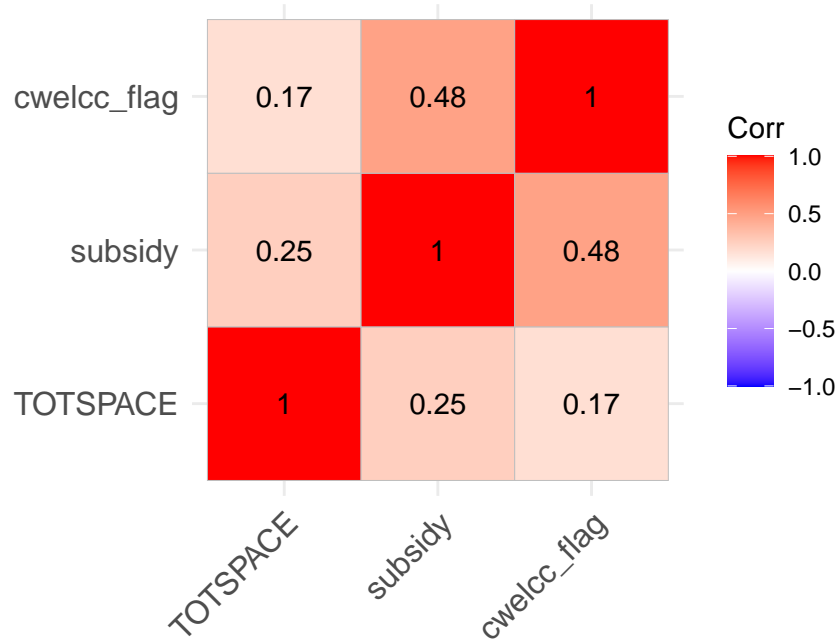 cwelcc_flag 0.17 0.48 1
subsidy 0.25 1 0.48
TOTSPACE 1 0.25 0.17
TOTSPACE subsidy cwelcc_flag
Corr
1.0
0.5
0.0
−0.5
−1.0